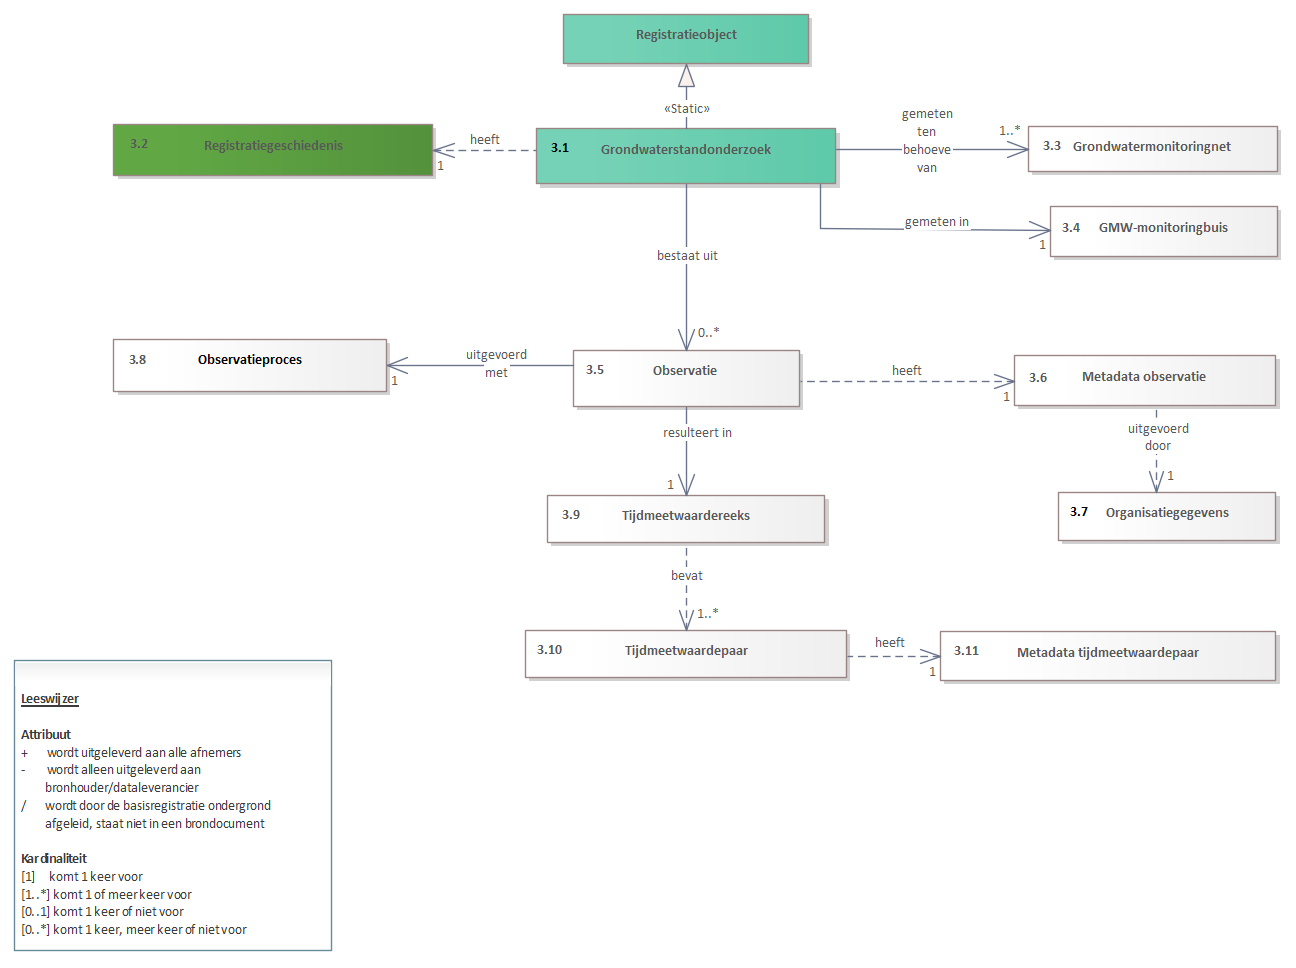 Registratieobject
«Static»
3.2 Registratiegeschiedenis
heeft
1
3.1 Grondwaterstandonderzoek
gemeten
ten
behoeve
van
1..*
3.3 Grondwatermonitoringnet
gemeten in
1
3.4 GMW-monitoringbuis
bestaat uit
0..*
3.8 Observatieproces
uitgevoerd
met
1
3.5 Observatie
heeft
1
3.6 Metadata observatie
uitgevoerd
door
1
3.7 Organisatiegegevens
resulteert in
1
3.9 Tijdmeetwaardereeks
bevat
1..*
3.10 Tijdmeetwaardepaar
heeft
1
3.11 Metadata tijdmeetwaardepaar
Leeswijzer
Attribuut
+ wordt uitgeleverd aan alle afnemers
- wordt alleen uitgeleverd aan
bronhouder/dataleverancier
/ wordt door de basisregistratie ondergrond
afgeleid, staat niet in een brondocument
Kardinaliteit
[1] komt 1 keer voor
[1..*] komt 1 of meer keer voor
[0..1] komt 1 keer of niet voor
[0..*] komt 1 keer, meer keer of niet voor